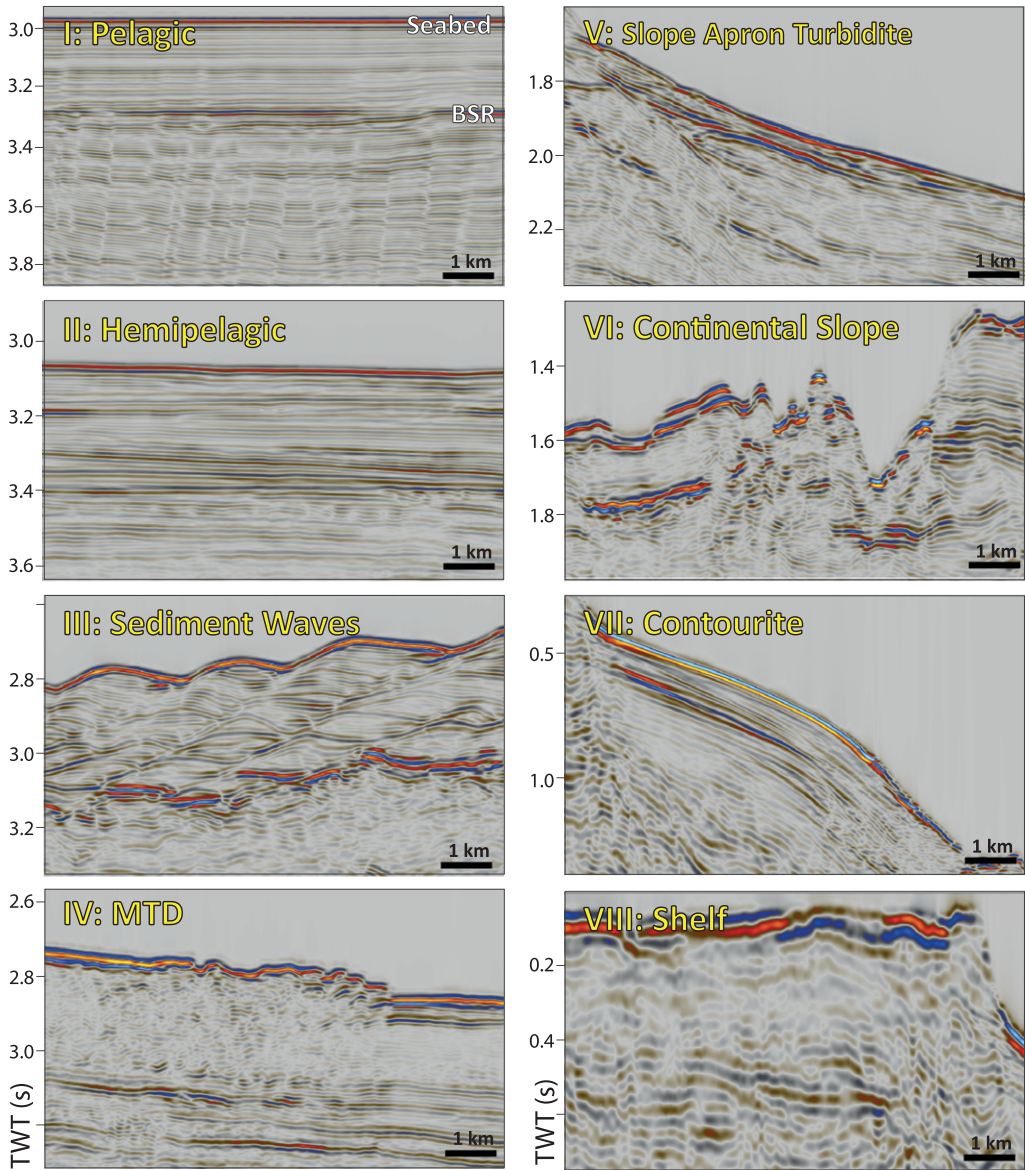 I: Pelagic
Seabed
BSR
3.0
3.2
3.4
3.6
3.8
1 km
V: Slope Apron Turbidite
1.8
2.0
2.2
1 km
II: Hemipelagic
3.0
3.2
3.4
3.6
1 km
VI: Continental Slope
1.4
1.6
1.8
1 km
III: Sediment Waves
2.8
3.0
3.2
1 km
VII: Contourite
0.5
1.0
1 km
IV: MTD
2.6
2.8
3.0
TWT (s)
1 km
VIII: Shelf
0.2
0.4
TWT (s)
1 km